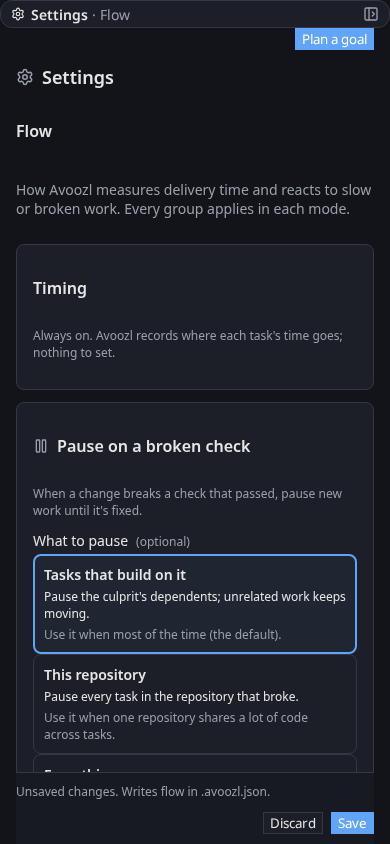 Settings · Flow
Plan a goal
Settings
Flow
How Avoozl measures delivery time and reacts to slow
or broken work. Every group applies in each mode.
Timing
Always on. Avoozl records where each task's time goes;
nothing to set.
Pause on a broken check
When a change breaks a check that passed, pause new
work until it's fixed.
What to pause (optional)
Tasks that build on it
Pause the culprit's dependents; unrelated work keeps
moving.
Use it when most of the time (the default).
This repository
Pause every task in the repository that broke.
Use it when one repository shares a lot of code
across tasks.
Unsaved changes. Writes flow in .avoozl.json.
Discard
Save